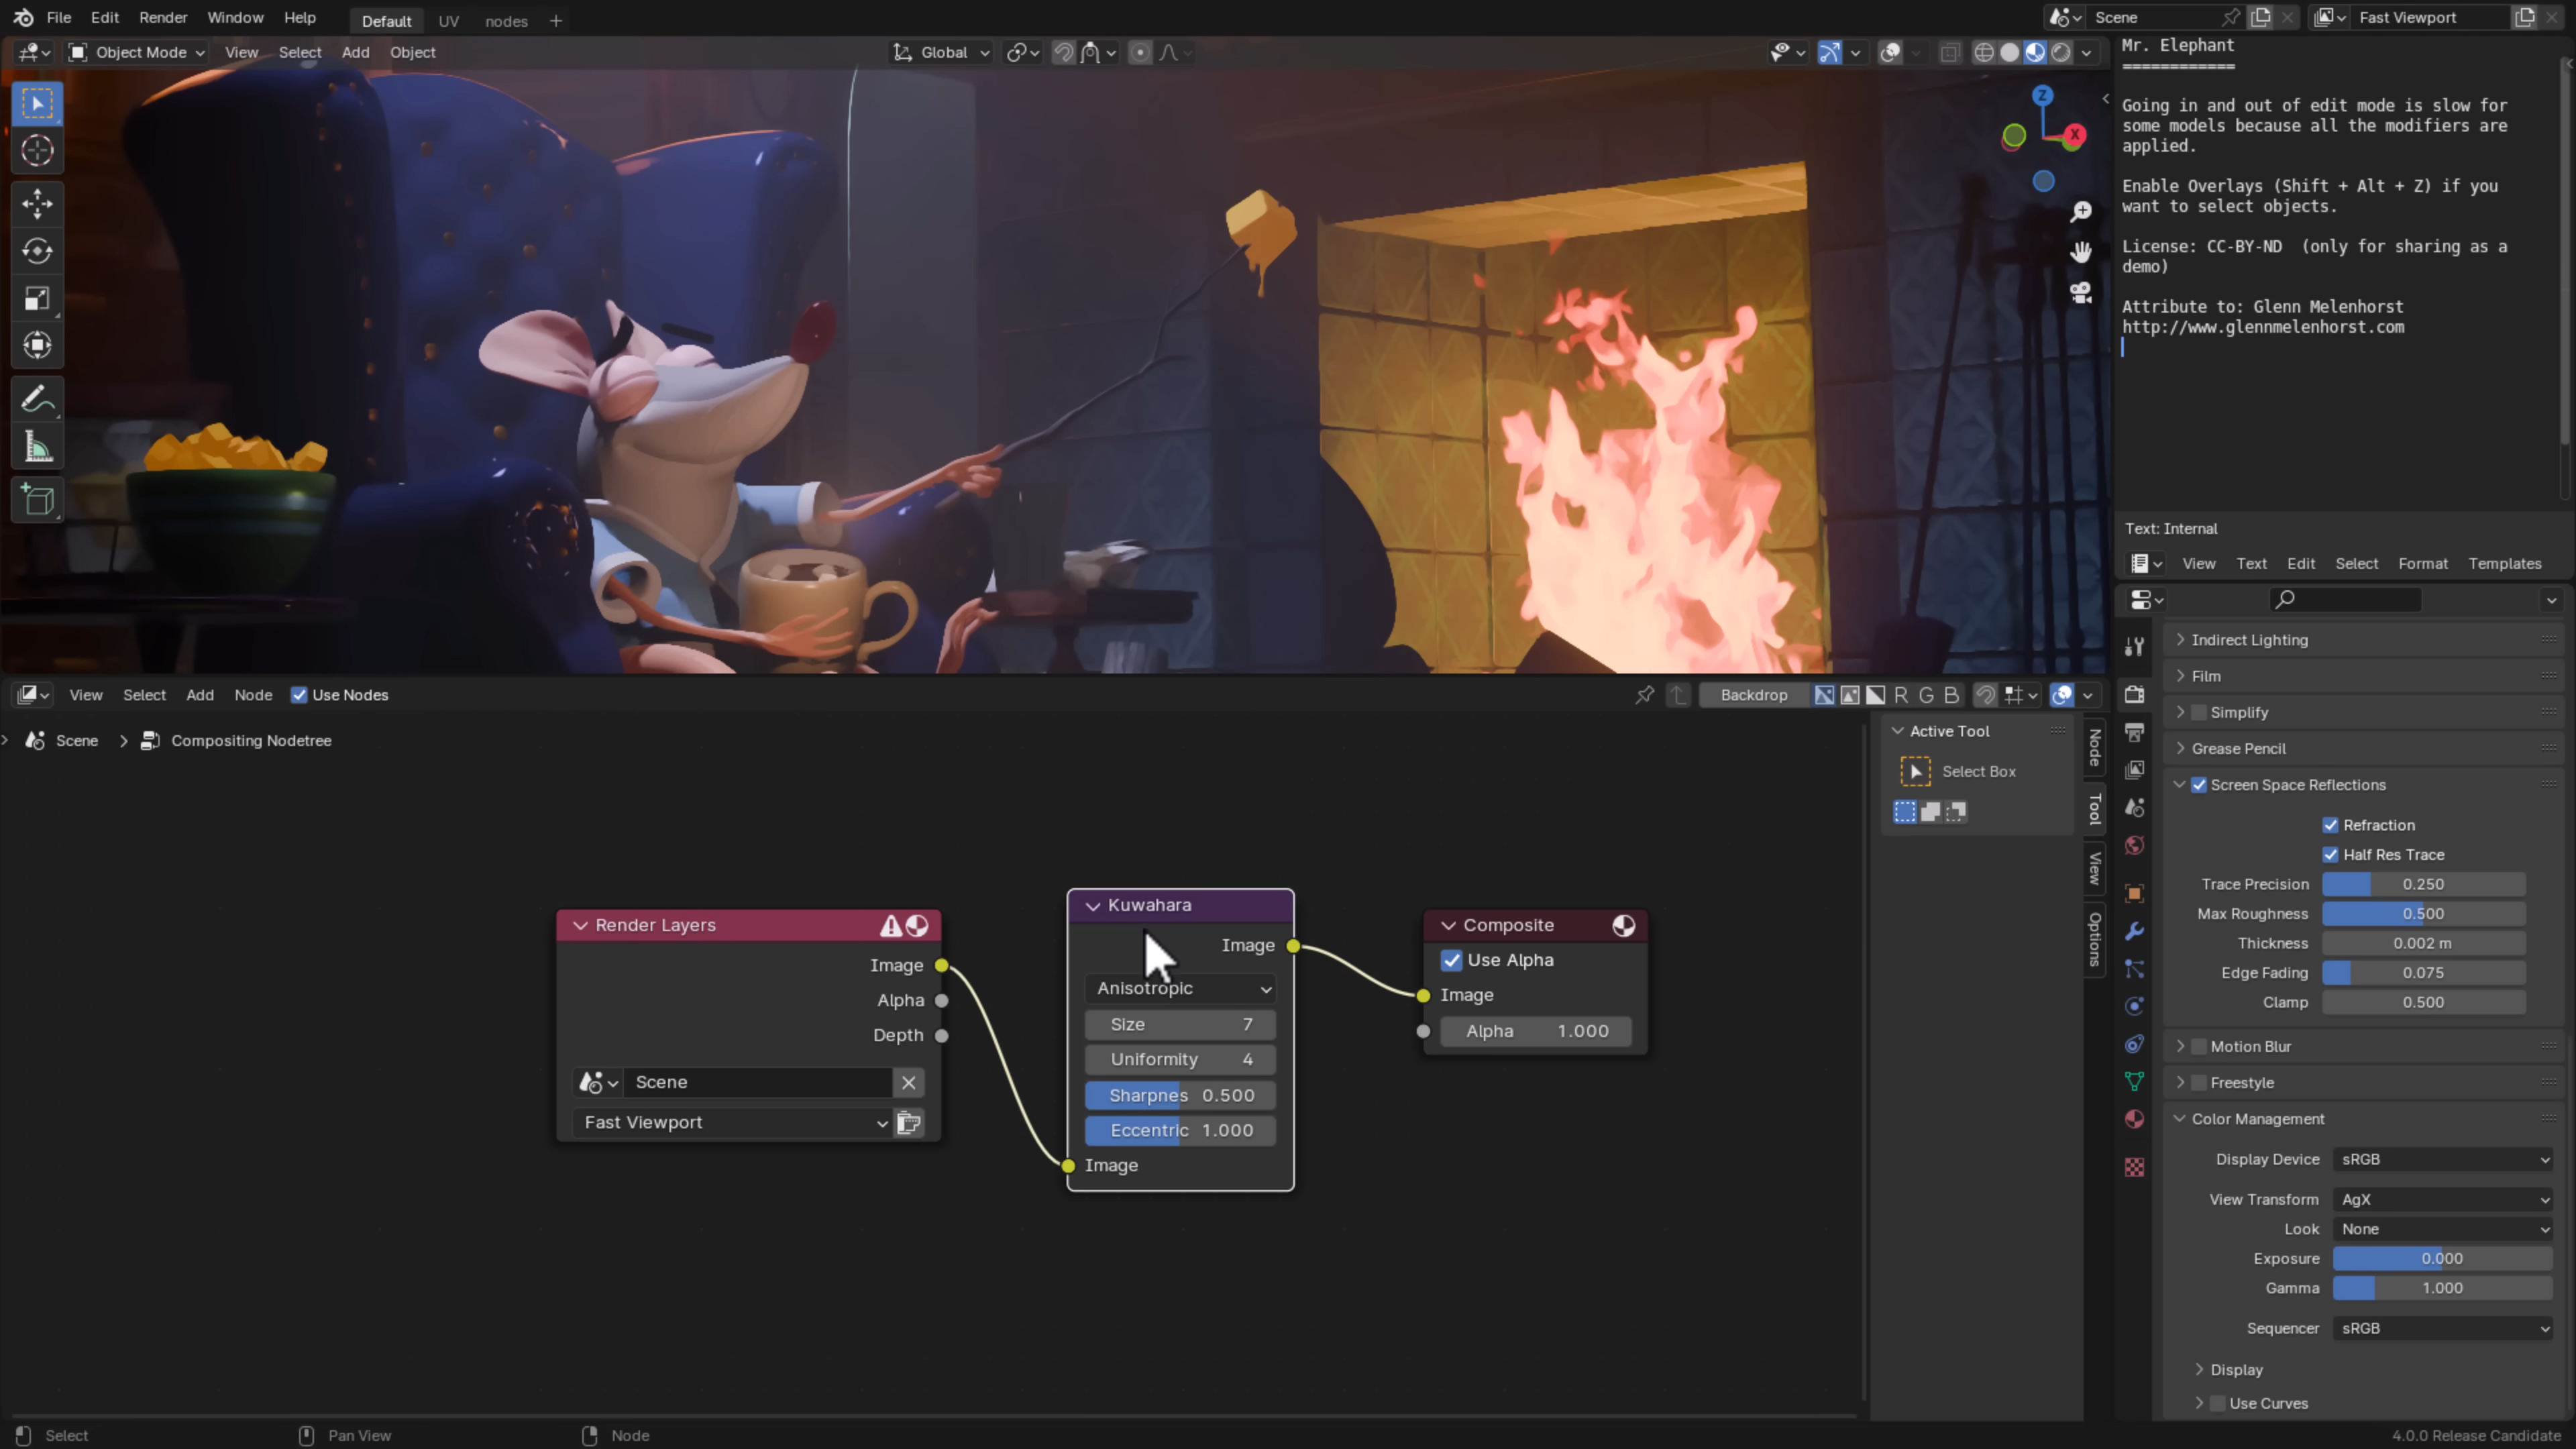 File Edit Render Window Help Default UV nodes + Scene Fast Viewport
Object Mode View Select Add Object Global
Z
X
Mr. Elephant
============
Going in and out of edit mode is slow for
some models because all the modifiers are
applied.
Enable Overlays (Shift + Alt + Z) if you
want to select objects.
License: CC-BY-ND (only for sharing as a
demo)
Attribute to: Glenn Melenhorst
http://www.glennmelenhorst.com
Text: Internal
View Text Edit Select Format Templates
View Select Add Node Use Nodes Backdrop R G B
Scene > Compositing Nodetree
Render Layers
Image
Alpha
Depth
Scene
Fast Viewport
Kuwahara
Image
Anisotropic
Size 7
Uniformity 4
Sharpnes 0.500
Eccentric 1.000
Image
Composite
Use Alpha
Image
Alpha 1.000
Active Tool
Select Box
Node
Tool
View
Options
Indirect Lighting
Film
Simplify
Grease Pencil
Screen Space Reflections
Refraction
Half Res Trace
Trace Precision 0.250
Max Roughness 0.500
Thickness 0.002 m
Edge Fading 0.075
Clamp 0.500
Motion Blur
Freestyle
Color Management
Display Device sRGB
View Transform AgX
Look None
Exposure 0.000
Gamma 1.000
Sequencer sRGB
Display
Use Curves
Select Pan View Node 4.0.0 Release Candidate